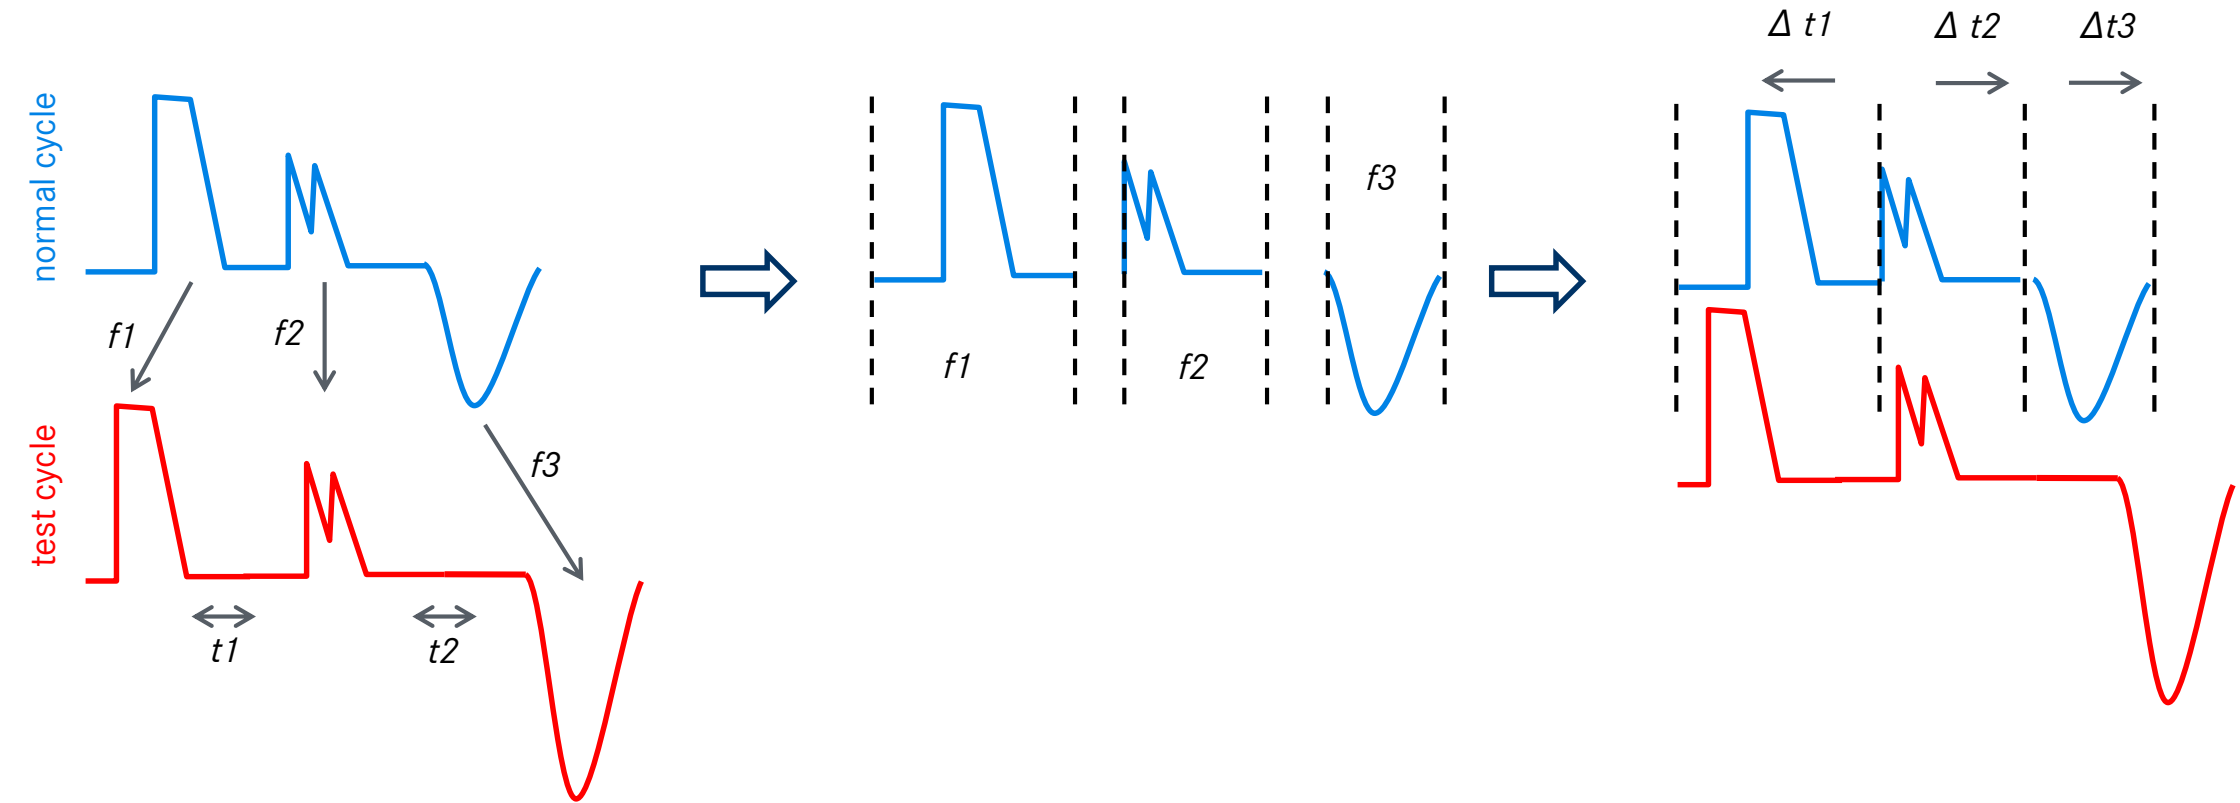 normal cycle
f1
f2
test cycle
f3
t1
t2
f1
f2
f3
Δ t1
Δ t2
Δt3